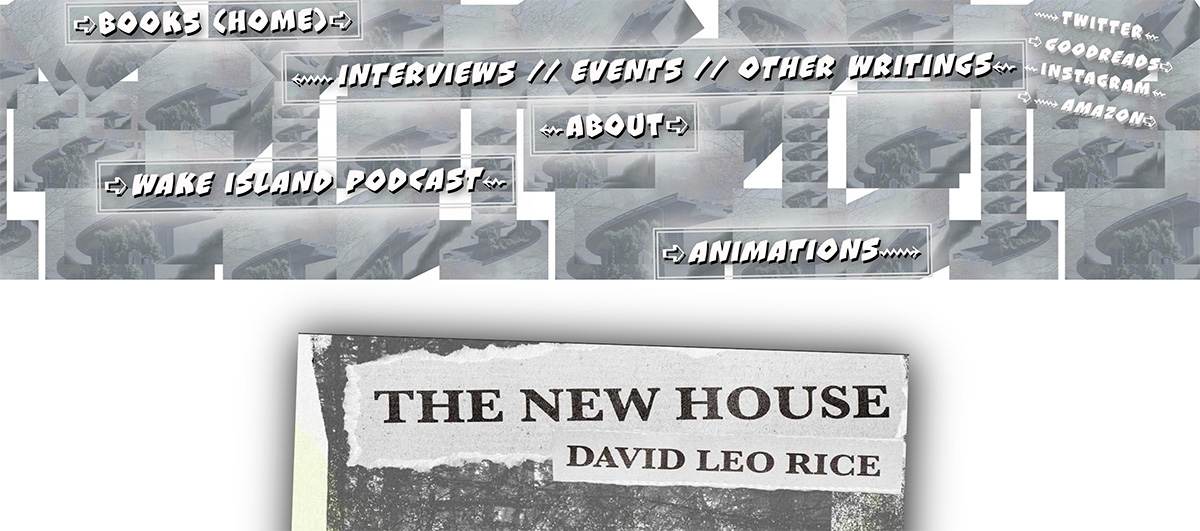 BOOKS (HOME)
INTERVIEWS // EVENTS // OTHER WRITINGS
ABOUT
WAKE ISLAND PODCAST
ANIMATIONS
TWITTER
GOODREADS
INSTAGRAM
AMAZON
THE NEW HOUSE
DAVID LEO RICE